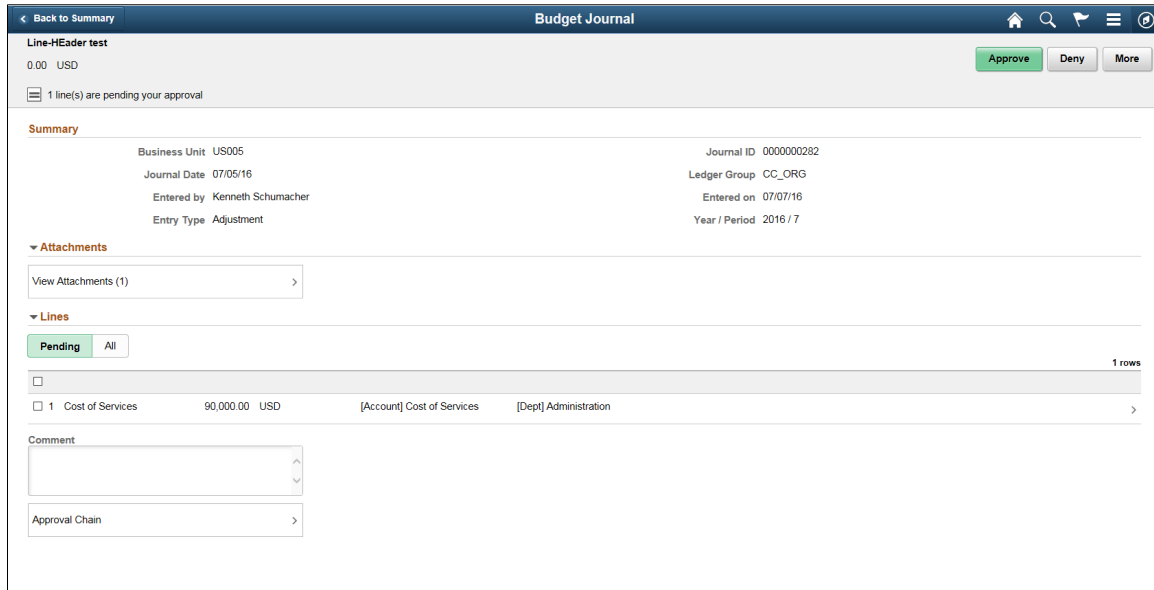 Back to Summary
Budget Journal
Line-HEader test
0.00 USD
Approve
Deny
More
1 line(s) are pending your approval
Summary
Business Unit US005
Journal ID 0000000282
Journal Date 07/05/16
Ledger Group CC_ORG
Entered by Kenneth Schumacher
Entered on 07/07/16
Entry Type Adjustment
Year / Period 2016 / 7
Attachments
View Attachments (1)
Lines
Pending
All
1 rows
1 Cost of Services 90,000.00 USD [Account] Cost of Services [Dept] Administration
Comment
Approval Chain